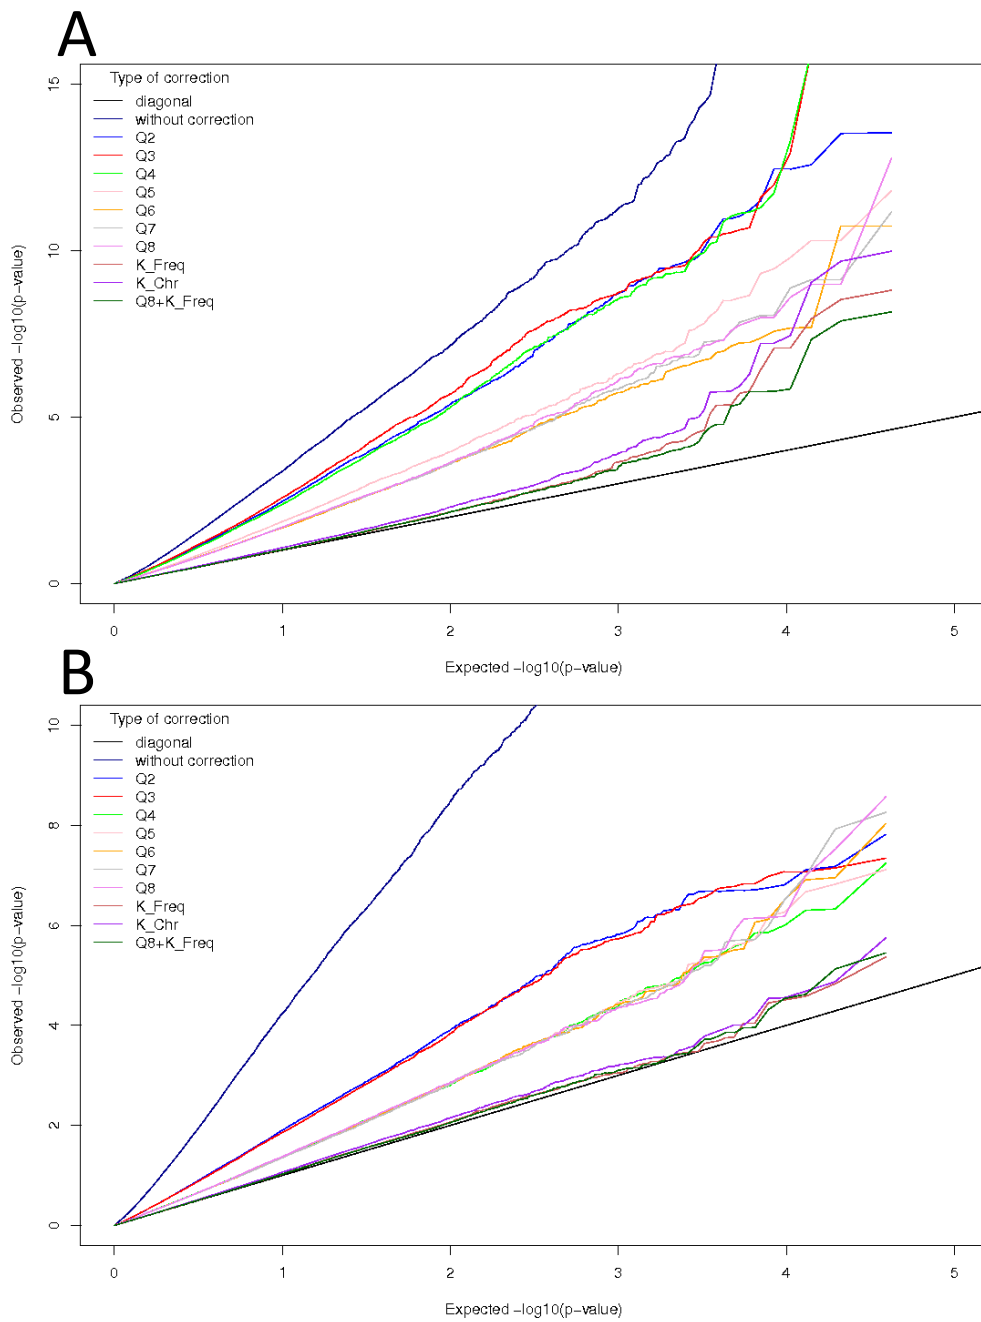 A
Type of correction
diagonal
without correction
Q2
Q3
Q4
Q5
Q6
Q7
Q8
K_Freq
K_Chr
Q8+K_Freq
15
10
5
0
Observed −log10(p−value)
0 1 2 3 4 5
Expected −log10(p−value)
B
Type of correction
diagonal
without correction
Q2
Q3
Q4
Q5
Q6
Q7
Q8
K_Freq
K_Chr
Q8+K_Freq
10
8
6
4
2
0
Observed −log10(p−value)
0 1 2 3 4 5
Expected −log10(p−value)